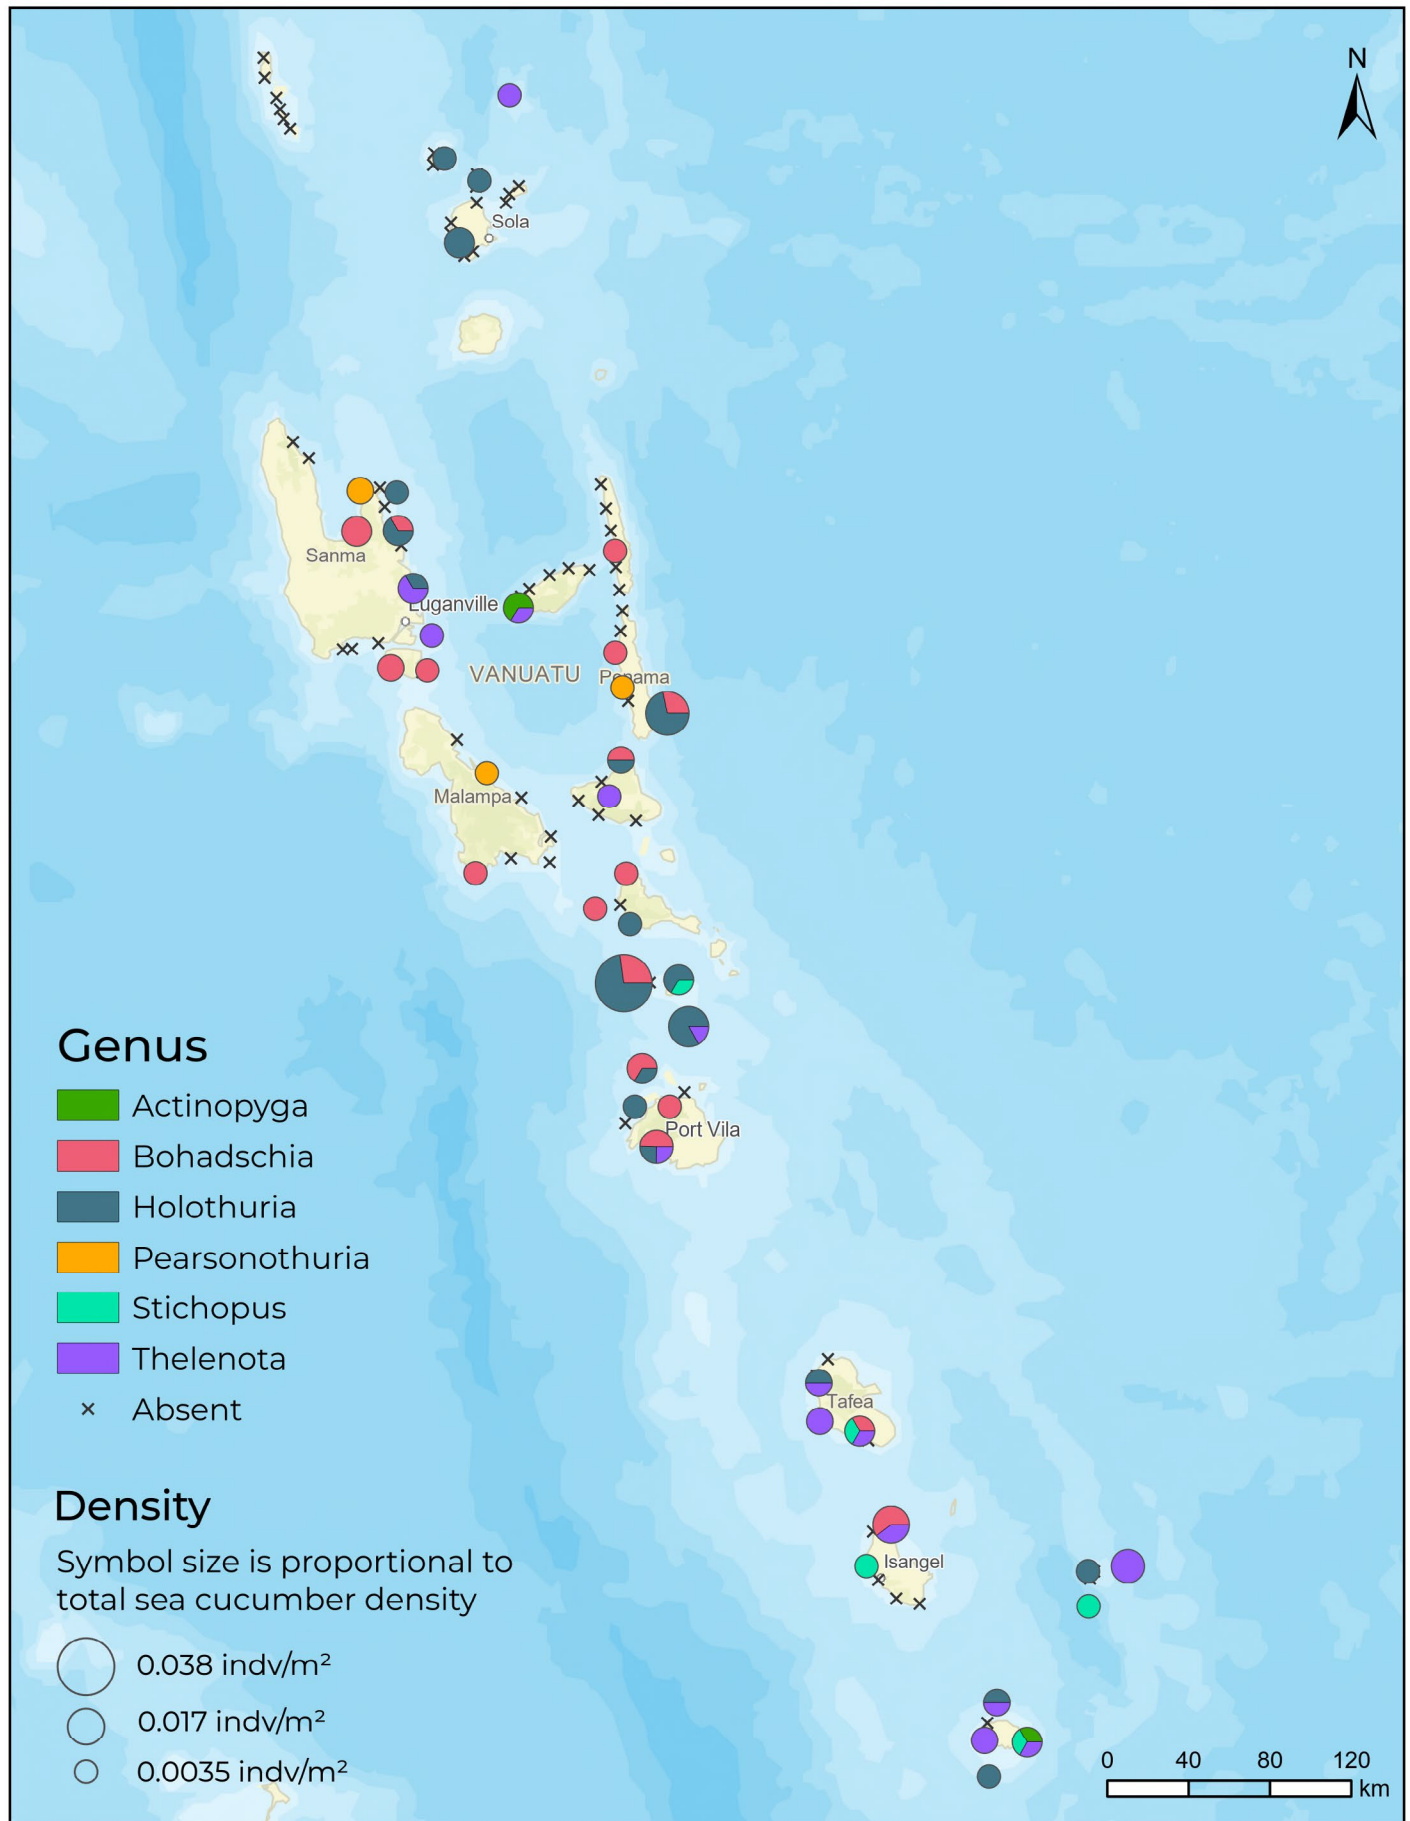 N
Sola
Sanma
Luganville
VANUATU
Penama
Malampa
Port Vila
Tafea
Isangel
Genus
Actinopyga
Bohadschia
Holothuria
Pearsonothuria
Stichopus
Thelenota
Absent
Density
Symbol size is proportional to
total sea cucumber density
0.038 indv/m²
0.017 indv/m²
0.0035 indv/m²
0 40 80 120
km